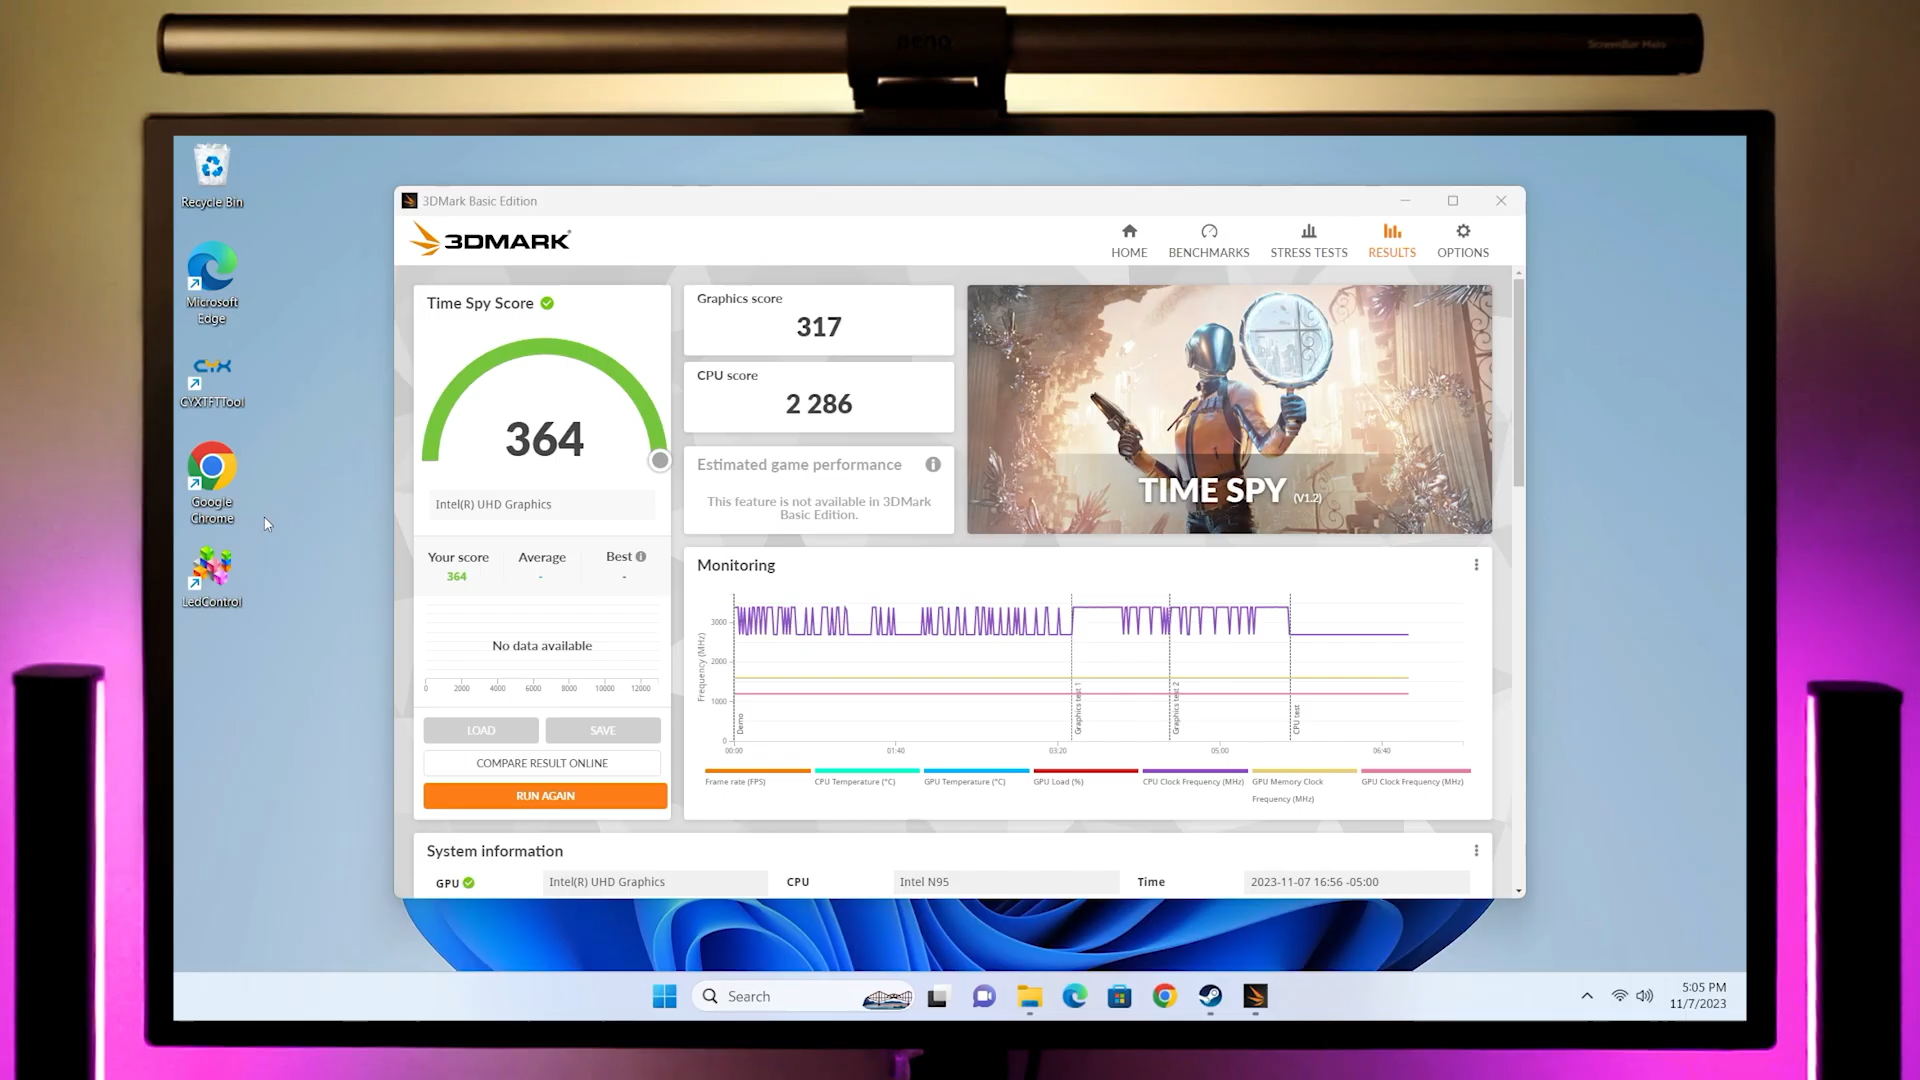 BenQ
ScreenBar Halo
Recycle Bin
Microsoft
Edge
CYX
CYXTFTTool
Google
Chrome
LedControl
3DMark Basic Edition
3DMARK
HOME
BENCHMARKS
STRESS TESTS
RESULTS
OPTIONS
Time Spy Score
364
Intel(R) UHD Graphics
Your score
Average
Best
364
-
-
No data available
0
2000
4000
6000
8000
10000
12000
LOAD
SAVE
COMPARE RESULT ONLINE
RUN AGAIN
Graphics score
317
CPU score
2 286
Estimated game performance
This feature is not available in 3DMark
Basic Edition.
TIME SPY (V1.2)
Monitoring
Frequency (MHz)
3000
2000
1000
0
Demo
Graphics test 1
Graphics test 2
CPU test
00:00
01:40
03:20
05:00
06:40
Frame rate (FPS)
CPU Temperature (°C)
GPU Temperature (°C)
GPU Load (%)
CPU Clock Frequency (MHz)
GPU Memory Clock
Frequency (MHz)
GPU Clock Frequency (MHz)
System information
GPU
Intel(R) UHD Graphics
CPU
Intel N95
Time
2023-11-07 16:56 -05:00
Search
5:05 PM
11/7/2023